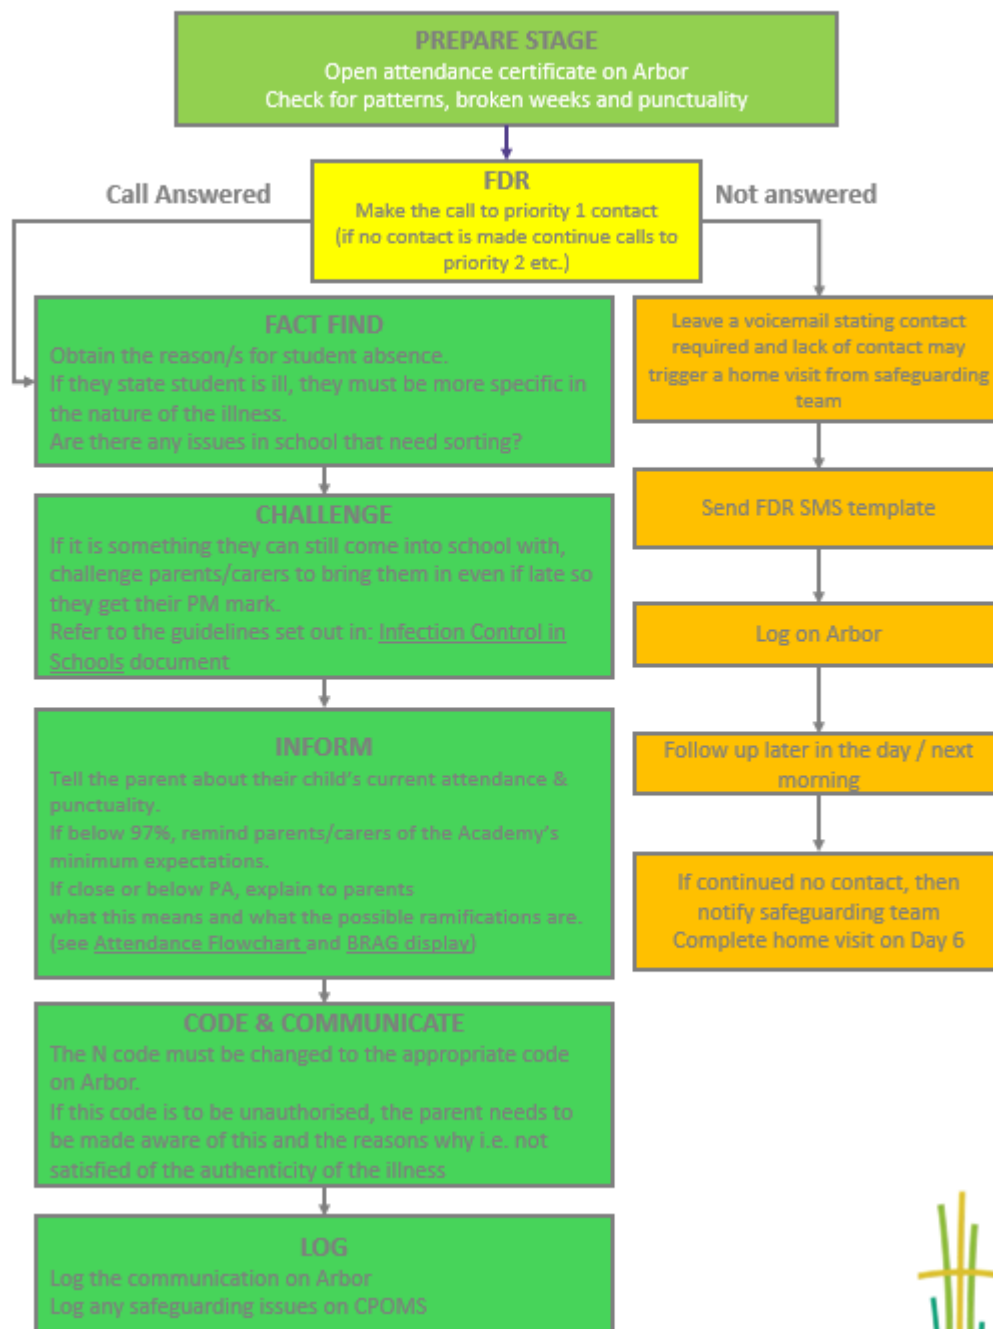 PREPARE STAGE
Open attendance certificate on Arbor
Check for patterns, broken weeks and punctuality
Call Answered
FDR
Make the call to priority 1 contact
(if no contact is made continue calls to
priority 2 etc.)
Not answered
FACT FIND
Obtain the reason/s for student absence.
If they state student is ill, they must be more specific in
the nature of the illness.
Are there any issues in school that need sorting?
CHALLENGE
If it is something they can still come into school with,
challenge parents/carers to bring them in even if late so
they get their PM mark.
Refer to the guidelines set out in: Infection Control in
Schools document
INFORM
Tell the parent about their child's current attendance &
punctuality.
If below 97%, remind parents/carers of the Academy's
minimum expectations.
If close or below PA, explain to parents
what this means and what the possible ramifications are.
(see Attendance Flowchart and BRAG display)
CODE & COMMUNICATE
The N code must be changed to the appropriate code
on Arbor.
If this code is to be unauthorised, the parent needs to
be made aware of this and the reasons why i.e. not
satisfied of the authenticity of the illness
LOG
Log the communication on Arbor
Log any safeguarding issues on CPOMS
Leave a voicemail stating contact
required and lack of contact may
trigger a home visit from safeguarding
team
Send FDR SMS template
Log on Arbor
Follow up later in the day / next
morning
If continued no contact, then
notify safeguarding team
Complete home visit on Day 6